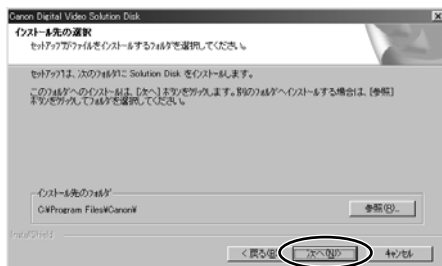 Canon Digital Video Solution Disk
インストール先の選択
セットアップがファイルをインストールするフォルダを選択してください。
セットアップは、次のフォルダに Solution Disk をインストールします。
このフォルダへのインストールは、[次へ]ボタンをクリックします。別のフォルダへインストールする場合は、[参照]
ボタンをクリックしてフォルダを選択してください。
インストール先のフォルダ
C:¥Program Files¥Canon¥
参照(R)...
InstallShield
< 戻る(B)
次へ(N)>
キャンセル